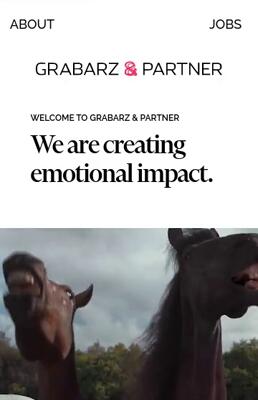 ABOUT JOBS
GRABARZ & PARTNER
WELCOME TO GRABARZ & PARTNER
We are creating
emotional impact.